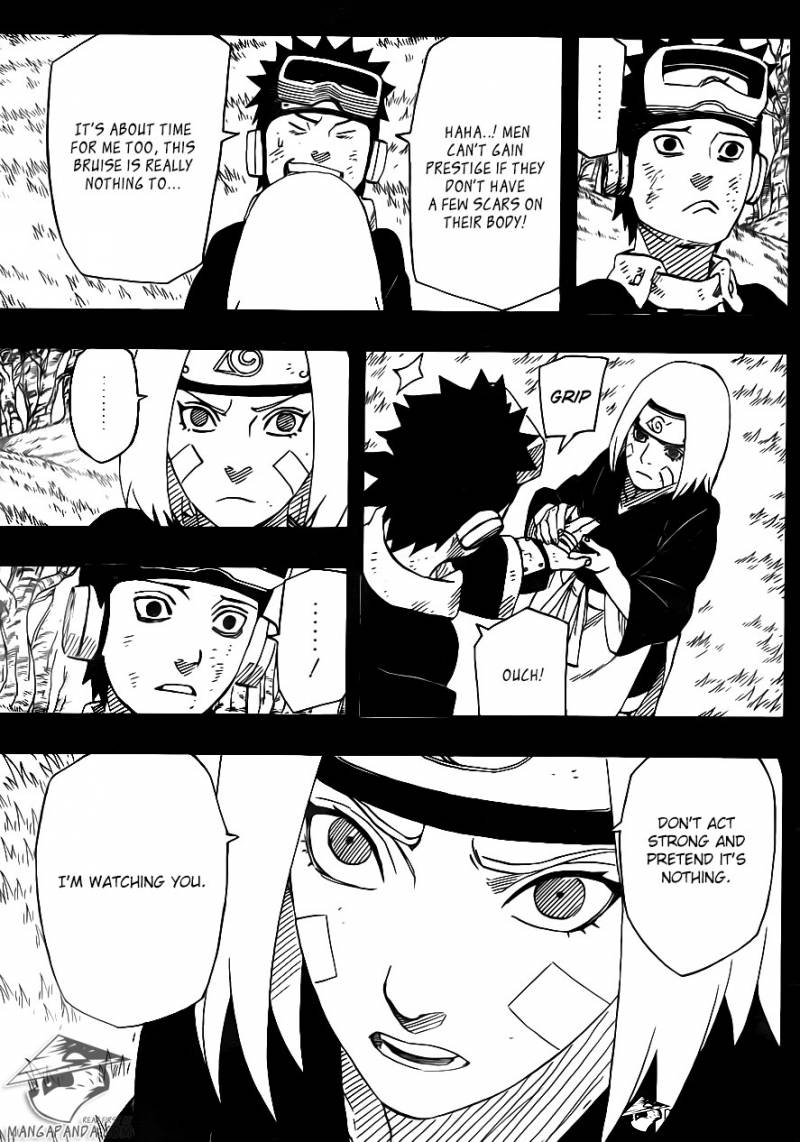 ......
HAHA..! MEN
CAN'T GAIN
PRESTIGE IF THEY
DON'T HAVE
A FEW SCARS ON
THEIR BODY!
IT'S ABOUT TIME
FOR ME TOO, THIS
BRUISE IS REALLY
NOTHING TO...
GRIP
OUCH!
......
......!
DON'T ACT
STRONG AND
PRETEND IT'S
NOTHING.
I'M WATCHING YOU.
MANGAPANDA.COM